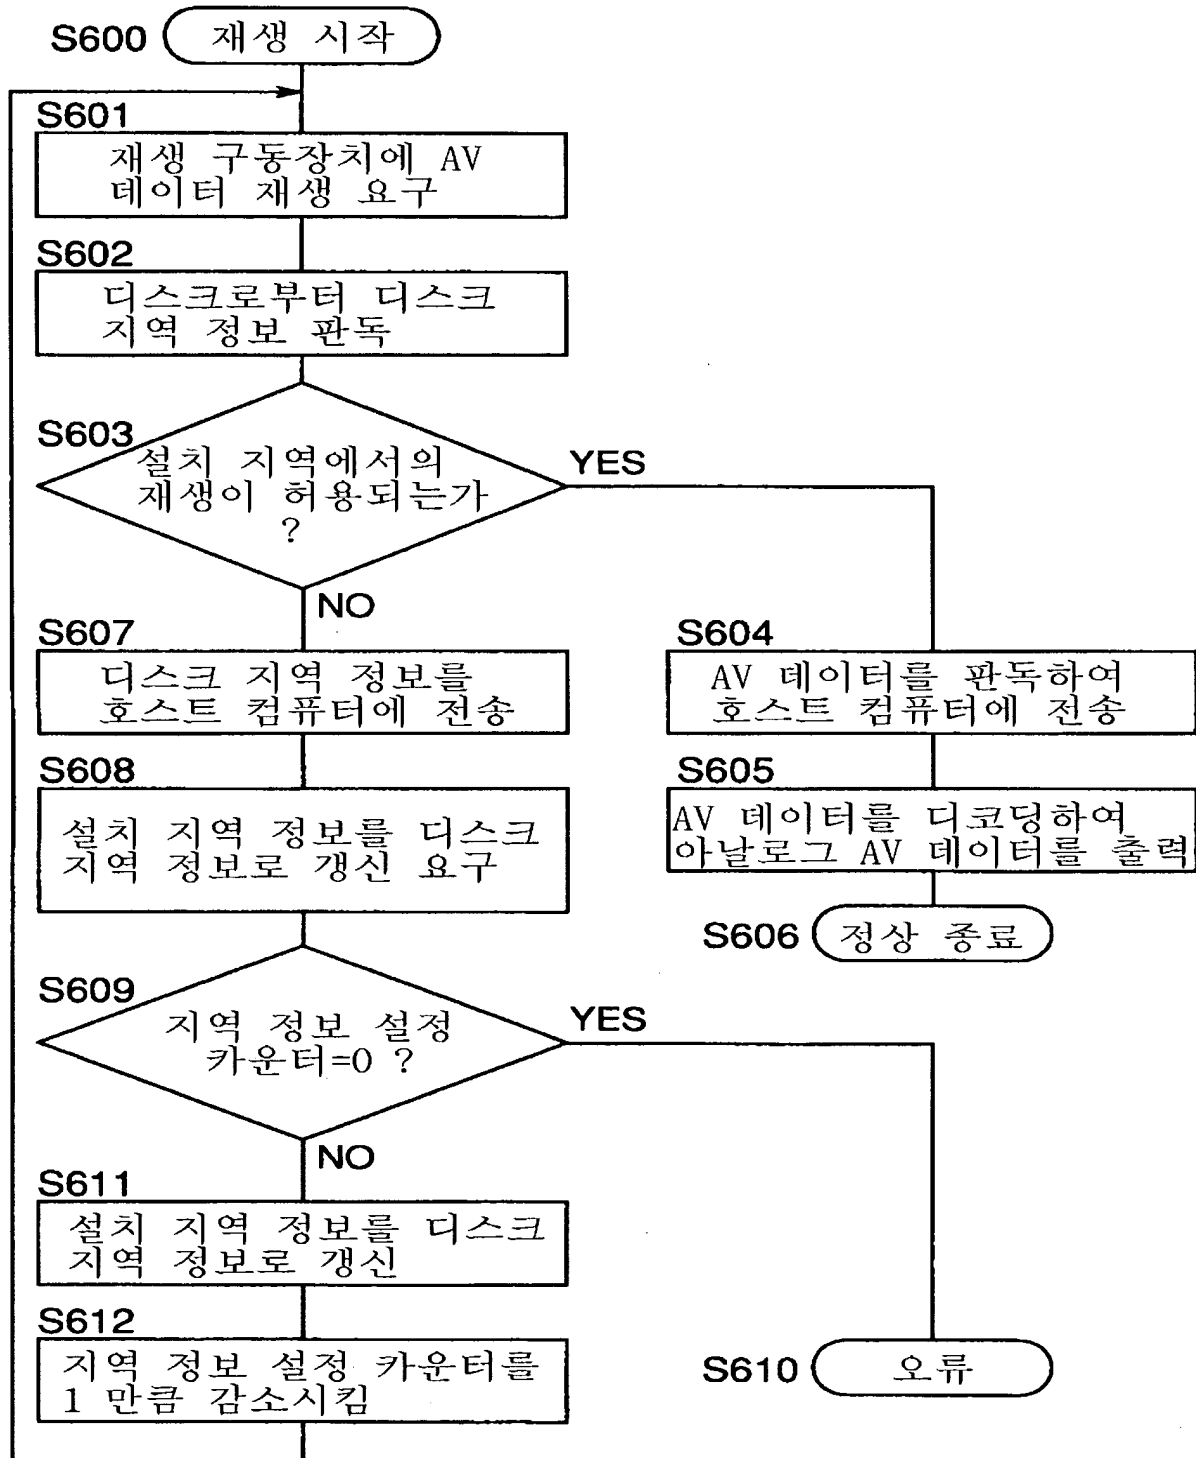 S600 재생 시작
S601
재생 구동장치에 AV
데이터 재생 요구
S602
디스크로부터 디스크
지역 정보 판독
S603
설치 지역에서의
재생이 허용되는가
?
YES
NO
S607
디스크 지역 정보를
호스트 컴퓨터에 전송
S604
AV 데이터를 판독하여
호스트 컴퓨터에 전송
S608
설치 지역 정보를 디스크
지역 정보로 갱신 요구
S605
AV 데이터를 디코딩하여
아날로그 AV 데이터를 출력
S606 정상 종료
S609
지역 정보 설정
카운터=0 ?
YES
NO
S611
설치 지역 정보를 디스크
지역 정보로 갱신
S612
지역 정보 설정 카운터를
1 만큼 감소시킴
S610 오류